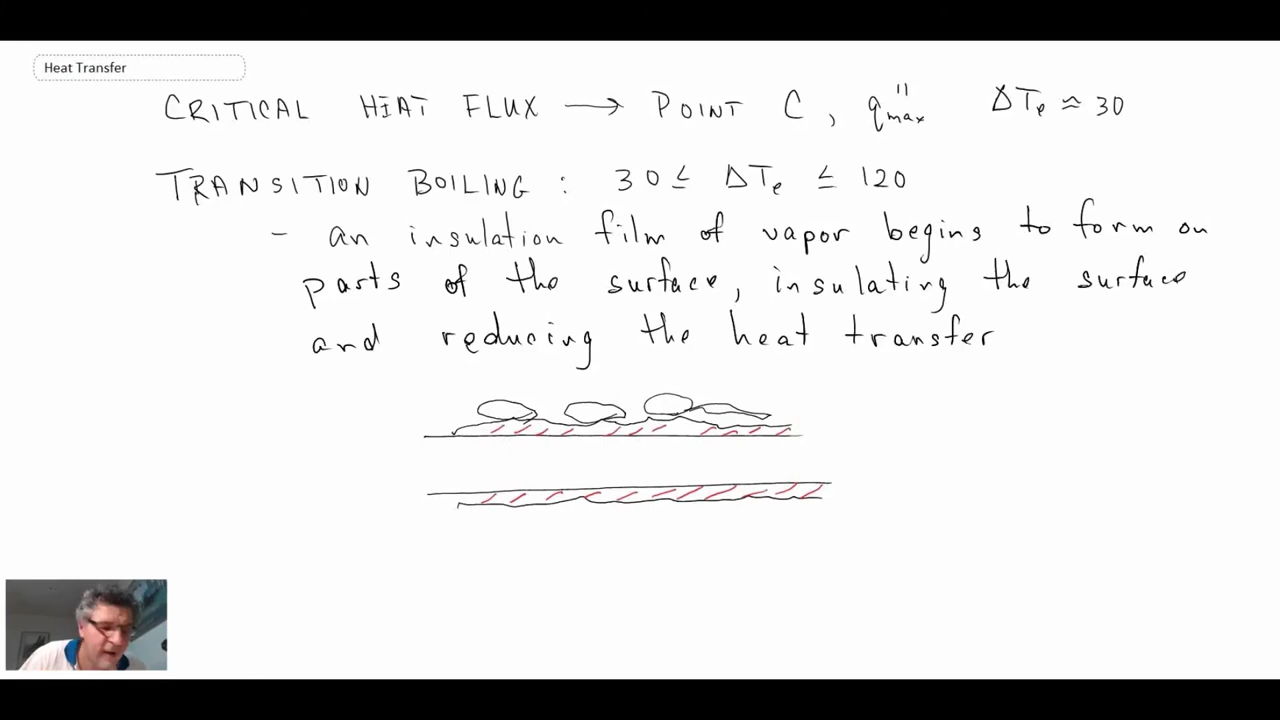 Heat Transfer
CRITICAL HEAT FLUX → POINT C, q''max ΔTe ≈ 30
TRANSITION BOILING : 30 ≤ ΔTe ≤ 120
- an insulation film of vapor begins to form on
parts of the surface, insulating the surface
and reducing the heat transfer